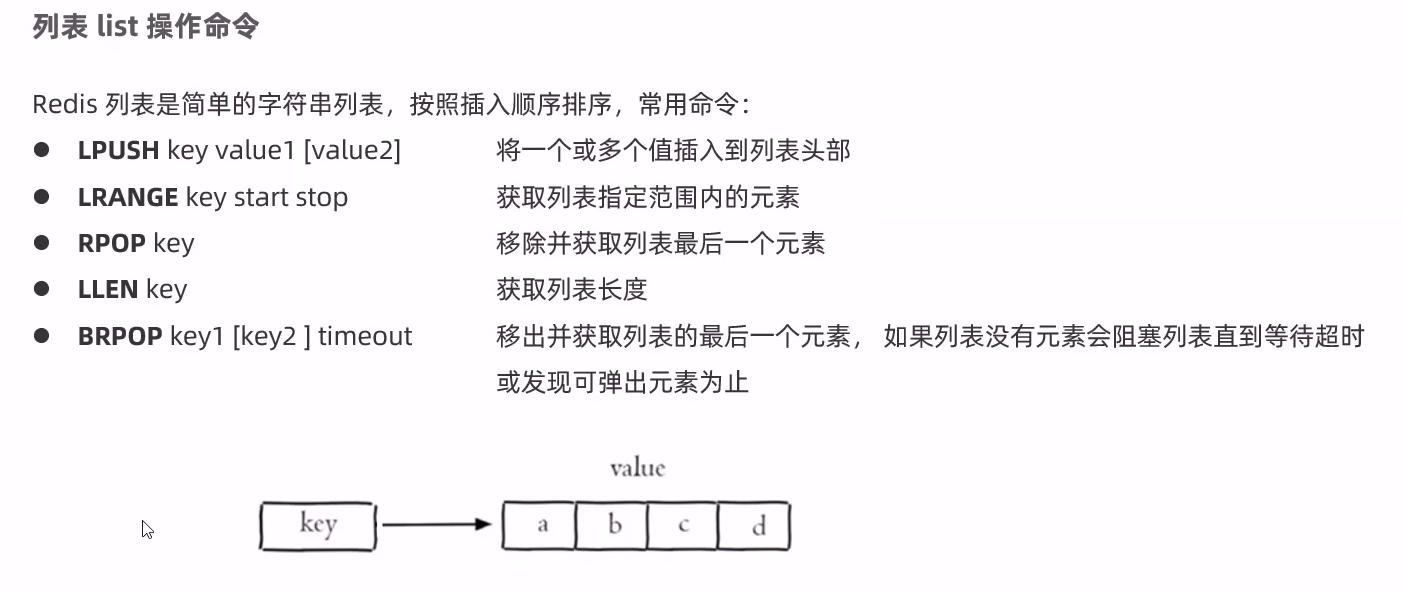 列表 list 操作命令
Redis 列表是简单的字符串列表，按照插入顺序排序，常用命令：
● LPUSH key value1 [value2] 将一个或多个值插入到列表头部
● LRANGE key start stop 获取列表指定范围内的元素
● RPOP key 移除并获取列表最后一个元素
● LLEN key 获取列表长度
● BRPOP key1 [key2 ] timeout 移出并获取列表的最后一个元素， 如果列表没有元素会阻塞列表直到等待超时
或发现可弹出元素为止
value
key a b c d